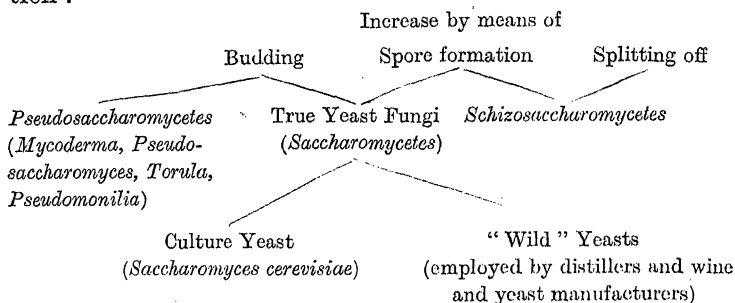 tion :
Increase by means of
Budding Spore formation Splitting off
Pseudosaccharomycetes True Yeast Fungi Schizosaccharomycetes
(Mycoderma, Pseudo- (Saccharomycetes)
saccharomyces, Torula,
Pseudomonilia)
Culture Yeast "Wild" Yeasts
(Saccharomyces cerevisiae) (employed by distillers and wine
and yeast manufacturers)